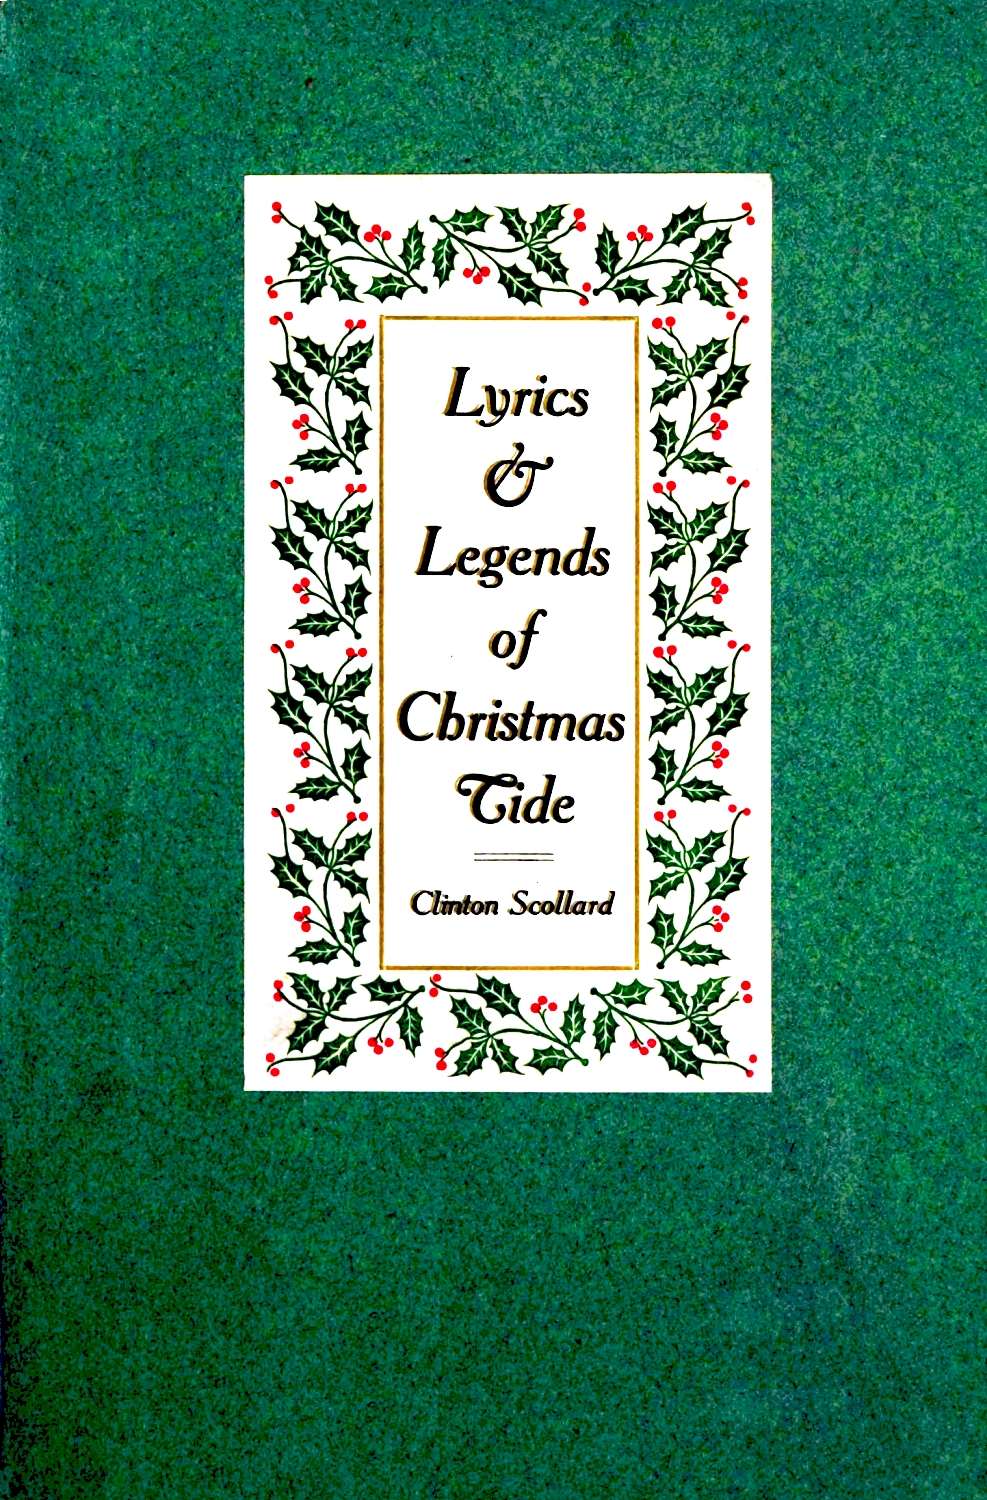 Lyrics
&
Legends
of
Christmas
Tide
Clinton Scollard